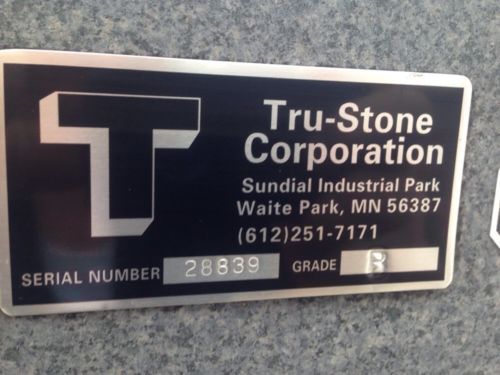 T
Tru-Stone
Corporation
Sundial Industrial Park
Waite Park, MN 56387
(612)251-7171
SERIAL NUMBER 28839 GRADE B